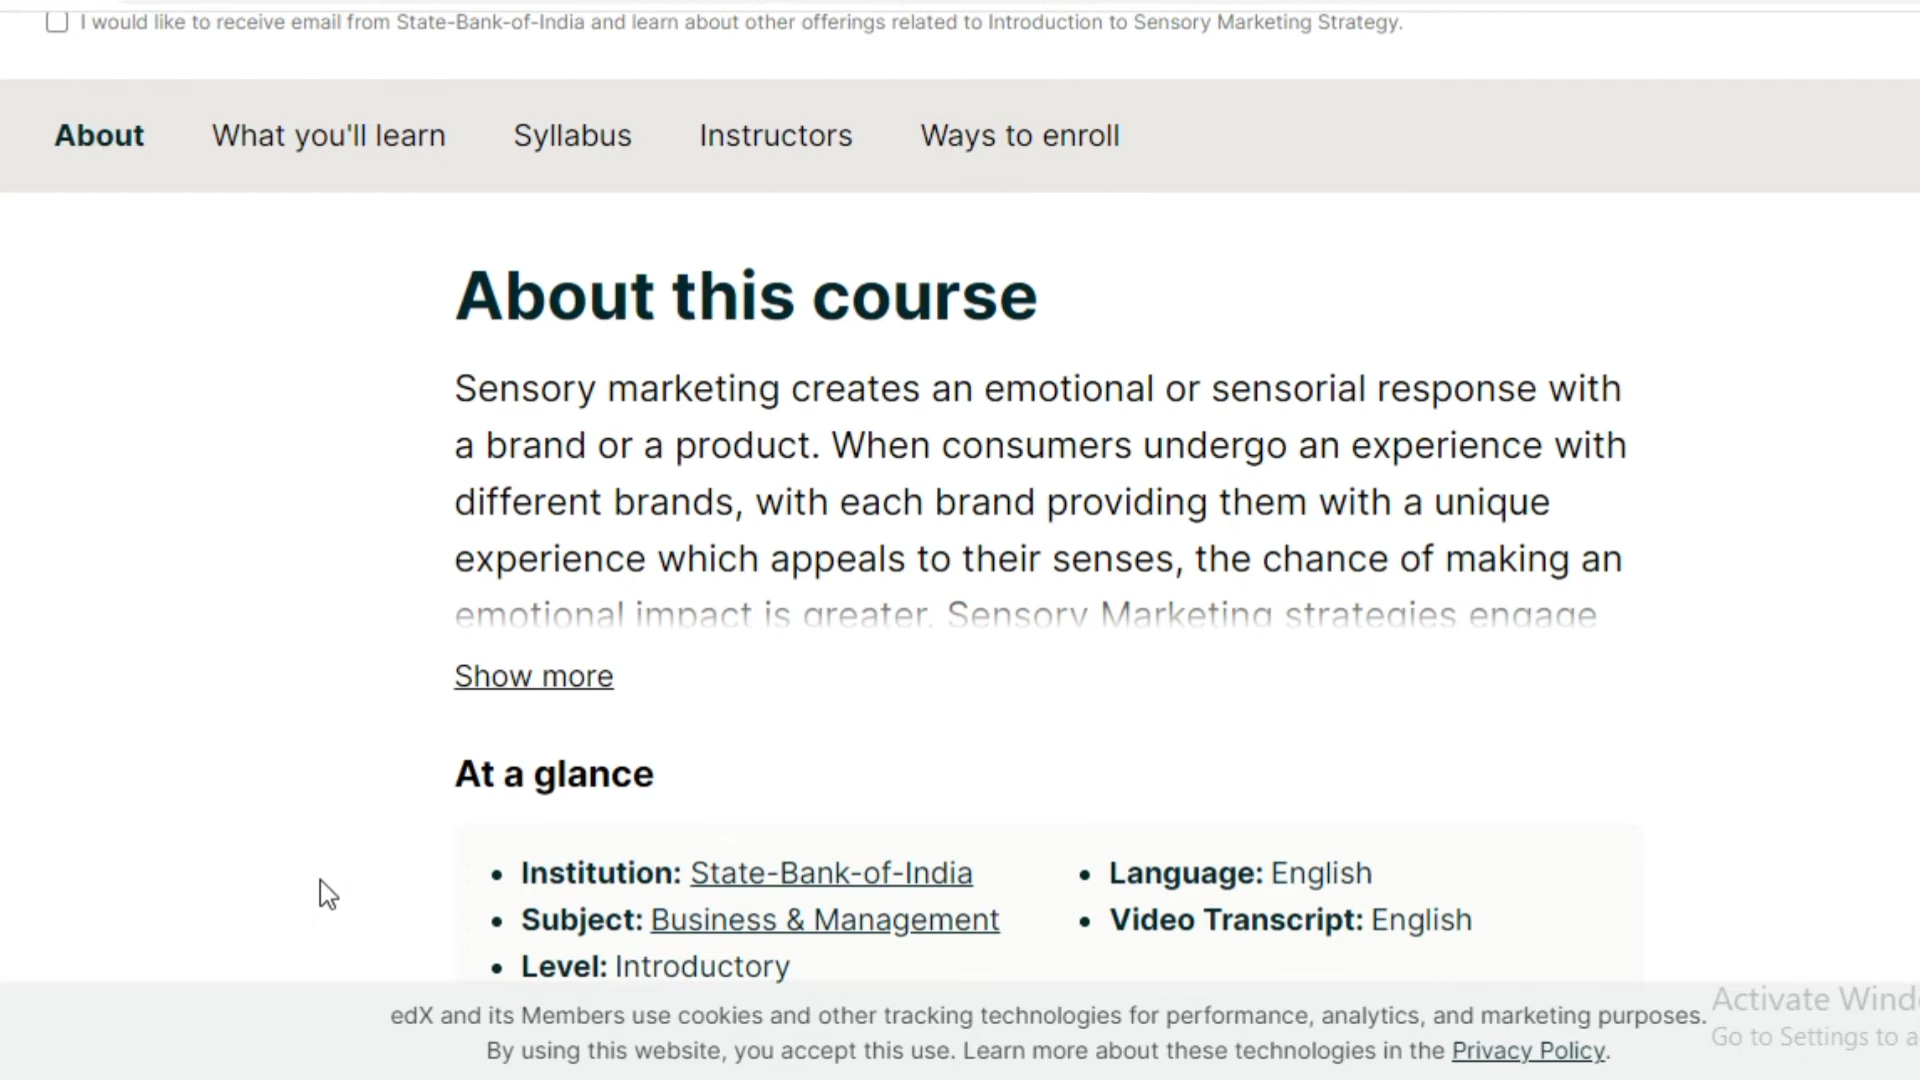 I would like to receive email from State-Bank-of-India and learn about other offerings related to Introduction to Sensory Marketing Strategy.
About What you'll learn Syllabus Instructors Ways to enroll
About this course
Sensory marketing creates an emotional or sensorial response with
a brand or a product. When consumers undergo an experience with
different brands, with each brand providing them with a unique
experience which appeals to their senses, the chance of making an
emotional impact is greater. Sensory Marketing strategies engage
Show more
At a glance
Institution: State-Bank-of-India
Subject: Business & Management
Level: Introductory
Language: English
Video Transcript: English
edX and its Members use cookies and other tracking technologies for performance, analytics, and marketing purposes.
By using this website, you accept this use. Learn more about these technologies in the Privacy Policy.
Activate Wind
Go to Settings to a